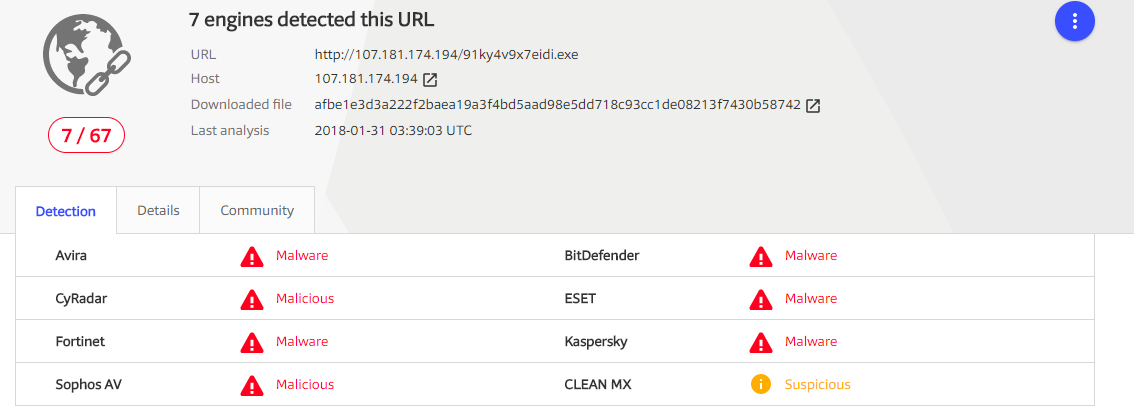 7 engines detected this URL
URL http://107.181.174.194/91ky4v9x7eidi.exe
Host 107.181.174.194
Downloaded file afbe1e3d3a222f2baea19a3f4bd5aad98e5dd718c93cc1de08213f7430b58742
Last analysis 2018-01-31 03:39:03 UTC
7 / 67
Detection Details Community
Avira Malware BitDefender Malware
CyRadar Malicious ESET Malware
Fortinet Malware Kaspersky Malware
Sophos AV Malicious CLEAN MX Suspicious